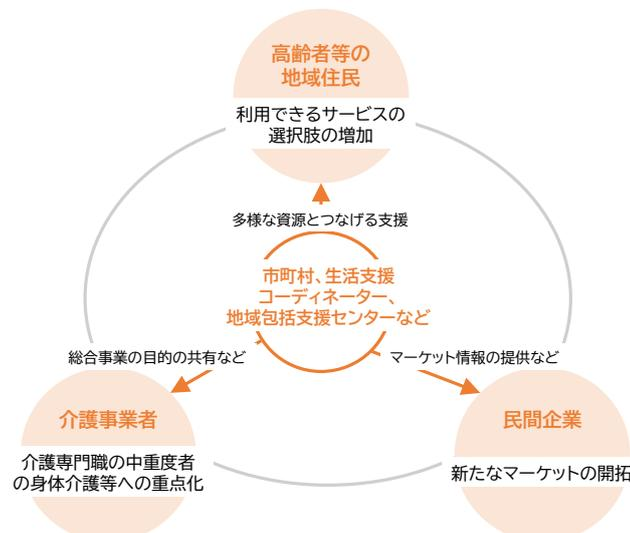 高齢者等の
地域住民
利用できるサービスの
選択肢の増加
多様な資源とつなげる支援
市町村、生活支援
コーディネーター、
地域包括支援センターなど
総合事業の目的の共有など
マーケット情報の提供など
介護事業者
介護専門職の中重度者
の身体介護等への重点化
民間企業
新たなマーケットの開拓